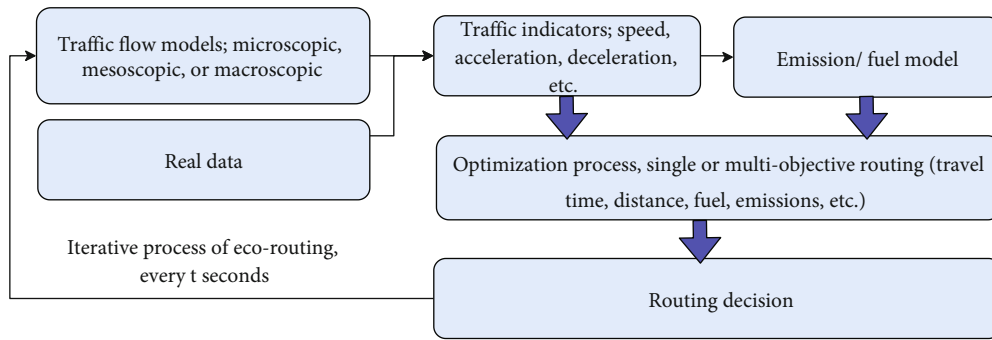 Traffic flow models; microscopic,
mesoscopic, or macroscopic
Traffic indicators; speed,
acceleration, deceleration,
etc.
Emission/ fuel model
Real data
Optimization process, single or multi-objective routing (travel
time, distance, fuel, emissions, etc.)
Iterative process of eco-routing,
every t seconds
Routing decision